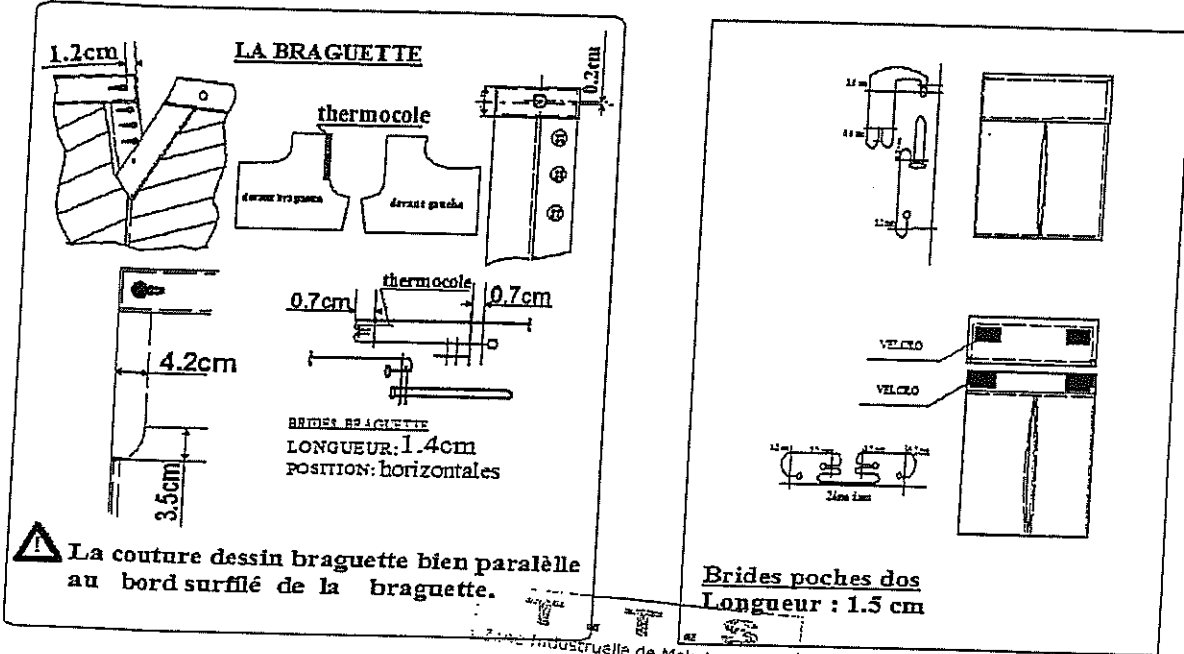 LA BRAGUETTE
1.2cm
0.2cm
thermocole
devant braguette
devant gauche
thermocole
0.7cm
0.7cm
4.2cm
3.5cm
BRIDES BRAGUETTE
LONGUEUR: 1.4cm
POSITION: horizontales
La couture dessin braguette bien paralèlle
au bord surfilé de la braguette.
VELCRO
VELCRO
Brides poches dos
Longueur : 1.5 cm
T T S